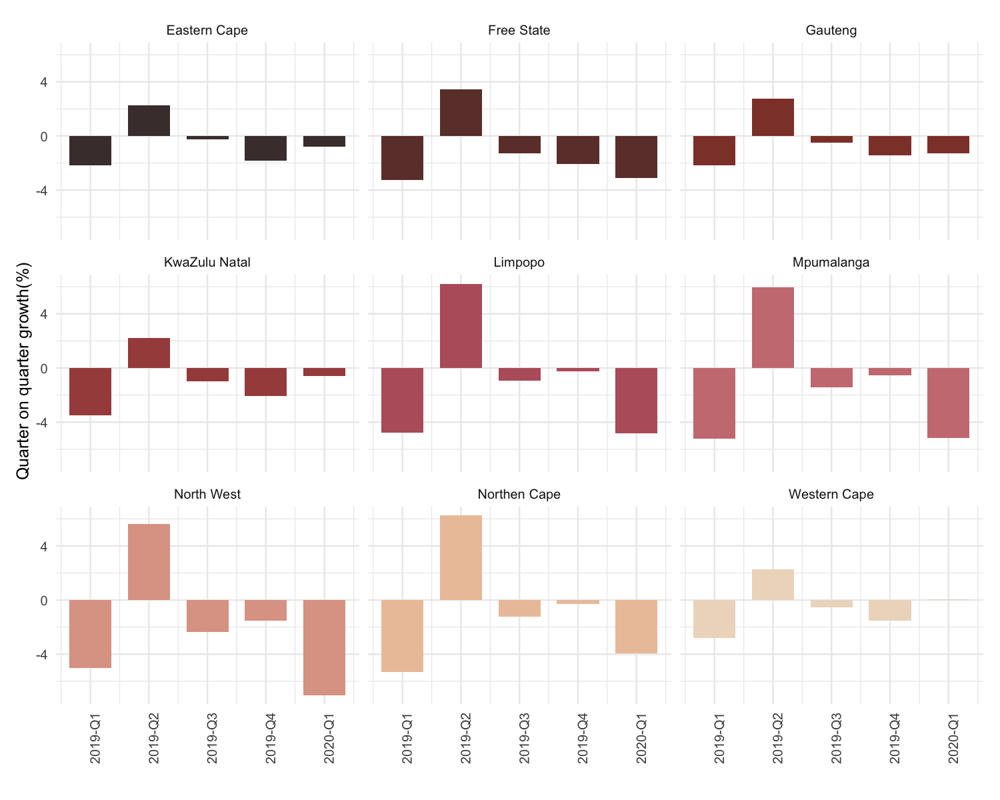 Eastern Cape
Free State
Gauteng
4
0
-4
KwaZulu Natal
Limpopo
Mpumalanga
4
0
-4
Quarter on quarter growth(%)
North West
Northen Cape
Western Cape
4
0
-4
2019-Q1
2019-Q2
2019-Q3
2019-Q4
2020-Q1
2019-Q1
2019-Q2
2019-Q3
2019-Q4
2020-Q1
2019-Q1
2019-Q2
2019-Q3
2019-Q4
2020-Q1